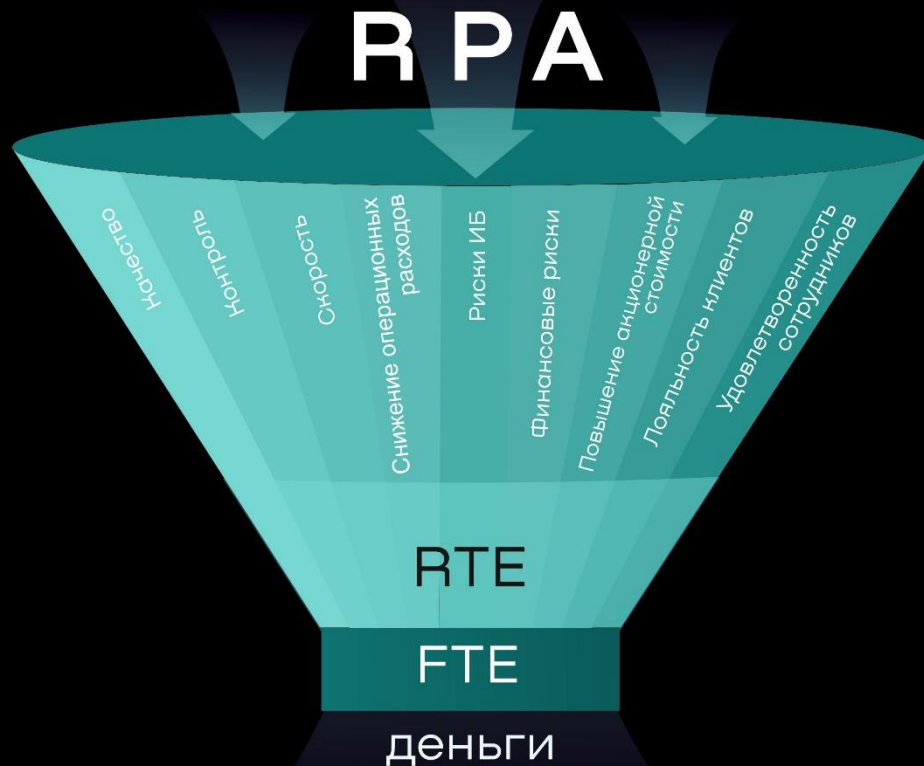 RPA
Качество
Контроль
Скорость
Снижение операционных
расходов
Риски ИБ
Финансовые риски
Повышение акционерной
стоимости
Лояльность клиентов
Удовлетворенность
сотрудников
RTE
FTE
деньги